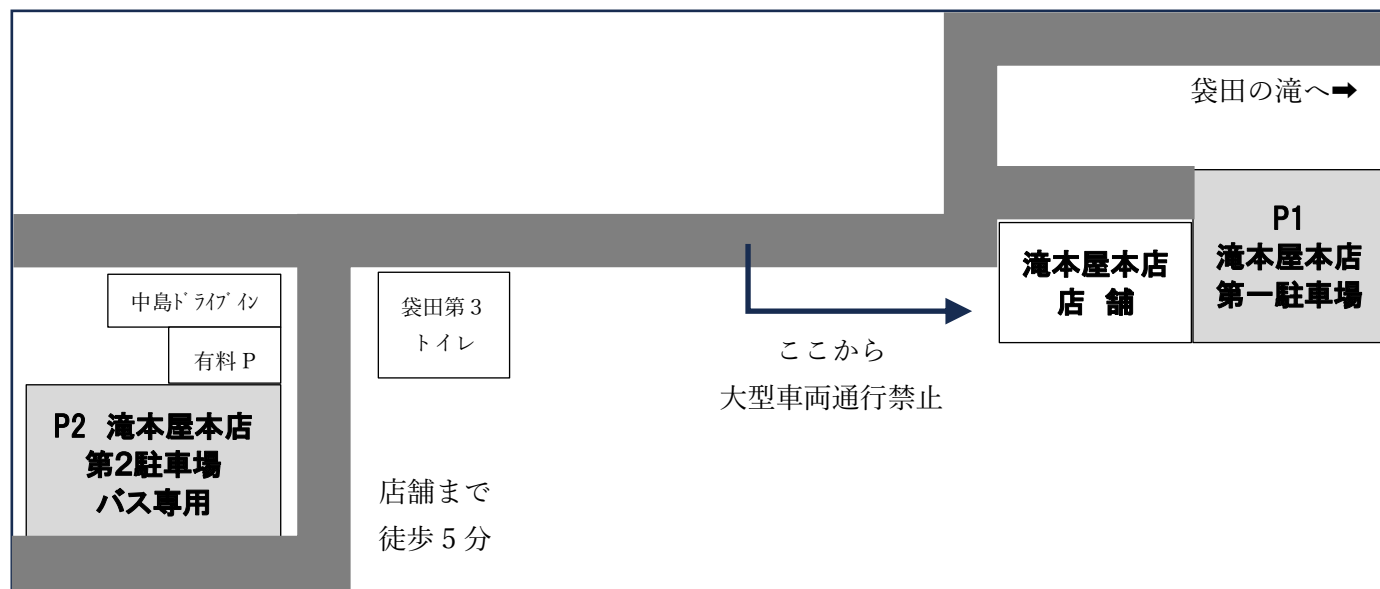 袋田の滝へ➡
P1
滝本屋本店
第一駐車場
滝本屋本店
店 舗
中島ﾄﾞﾗｲﾌﾞｲﾝ
有料 P
袋田第 3
トイレ
ここから
大型車両通行禁止
P2 滝本屋本店
第2駐車場
バス専用
店舗まで
徒歩 5 分